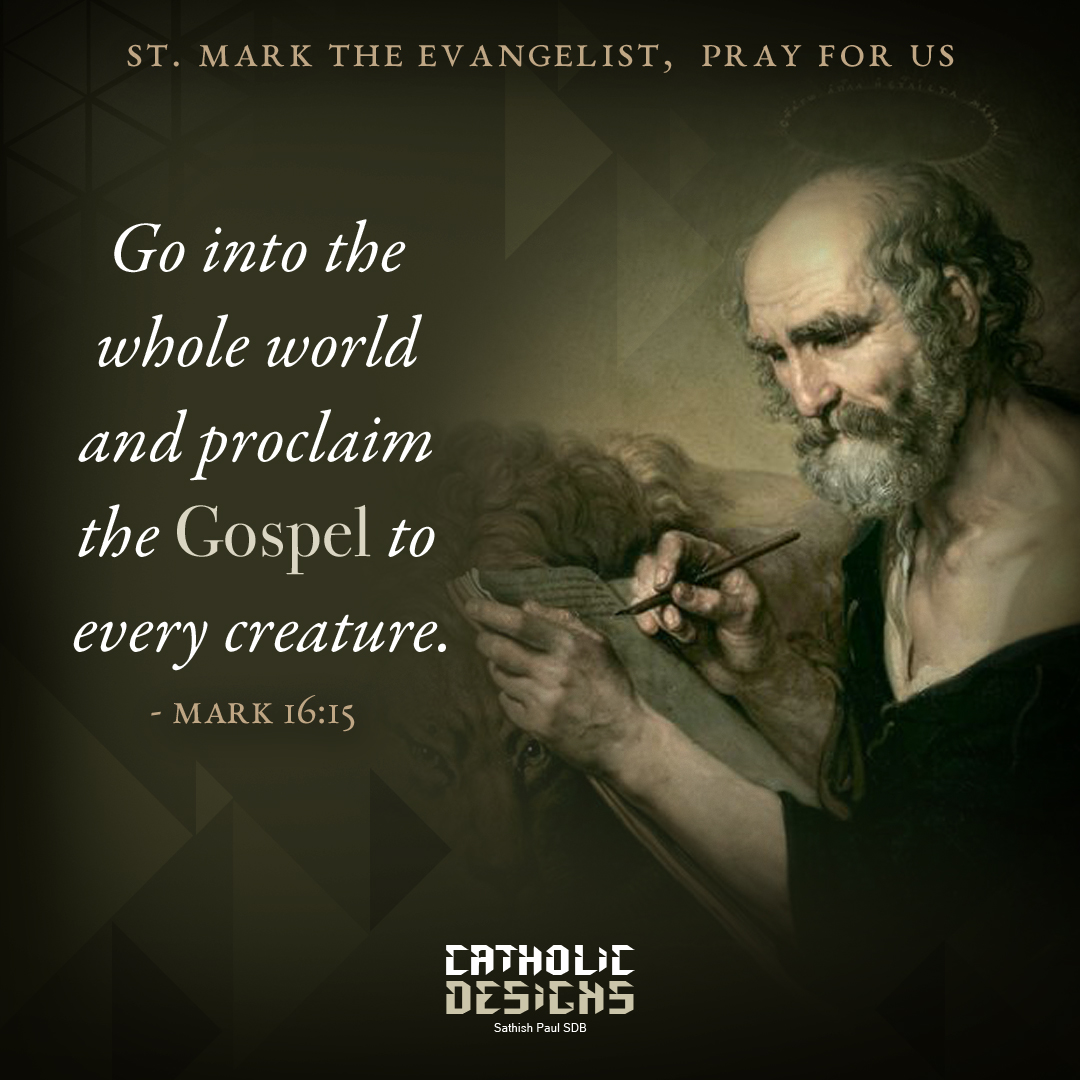 ST. MARK THE EVANGELIST, PRAY FOR US
Go into the
whole world
and proclaim
the Gospel to
every creature.
- MARK 16:15
CATHOLIC
DESIGNS
Sathish Paul SDB